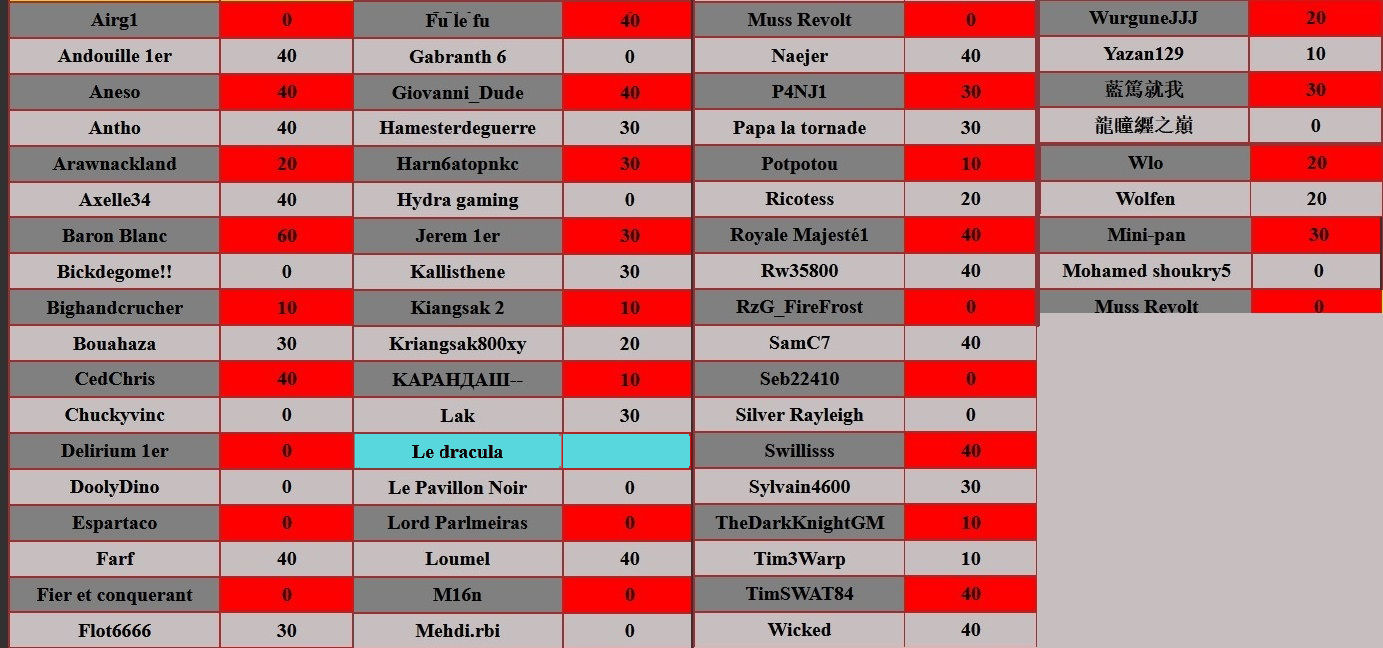 Airg1 0
Andouille 1er 40
Aneso 40
Antho 40
Arawnackland 20
Axelle34 40
Baron Blanc 60
Bickdegome!! 0
Bighandcrucher 10
Bouahaza 30
CedChris 40
Chuckyvinc 0
Delirium 1er 0
DoolyDino 0
Espartaco 0
Farf 40
Fier et conquerant 0
Flot6666 30
Fu le fu 40
Gabranth 6 0
Giovanni_Dude 40
Hamesterdeguerre 30
Harn6atopnkc 30
Hydra gaming 0
Jerem 1er 30
Kallisthene 30
Kiangsak 2 10
Kriangsak800xy 20
КАРАНДАШ-- 10
Lak 30
Le dracula
Le Pavillon Noir 0
Lord Parlmeiras 0
Loumel 40
M16n 0
Mehdi.rbi 0
Muss Revolt 0
Naejer 40
P4NJ1 30
Papa la tornade 30
Potpotou 10
Ricotess 20
Royale Majesté1 40
Rw35800 40
RzG_FireFrost 0
SamC7 40
Seb22410 0
Silver Rayleigh 0
Swillisss 40
Sylvain4600 30
TheDarkKnightGM 10
Tim3Warp 10
TimSWAT84 40
Wicked 40
WurguneJJJ 20
Yazan129 10
藍篤就我 30
龍瞳纏之巔 0
Wlo 20
Wolfen 20
Mini-pan 30
Mohamed shoukry5 0
Muss Revolt 0